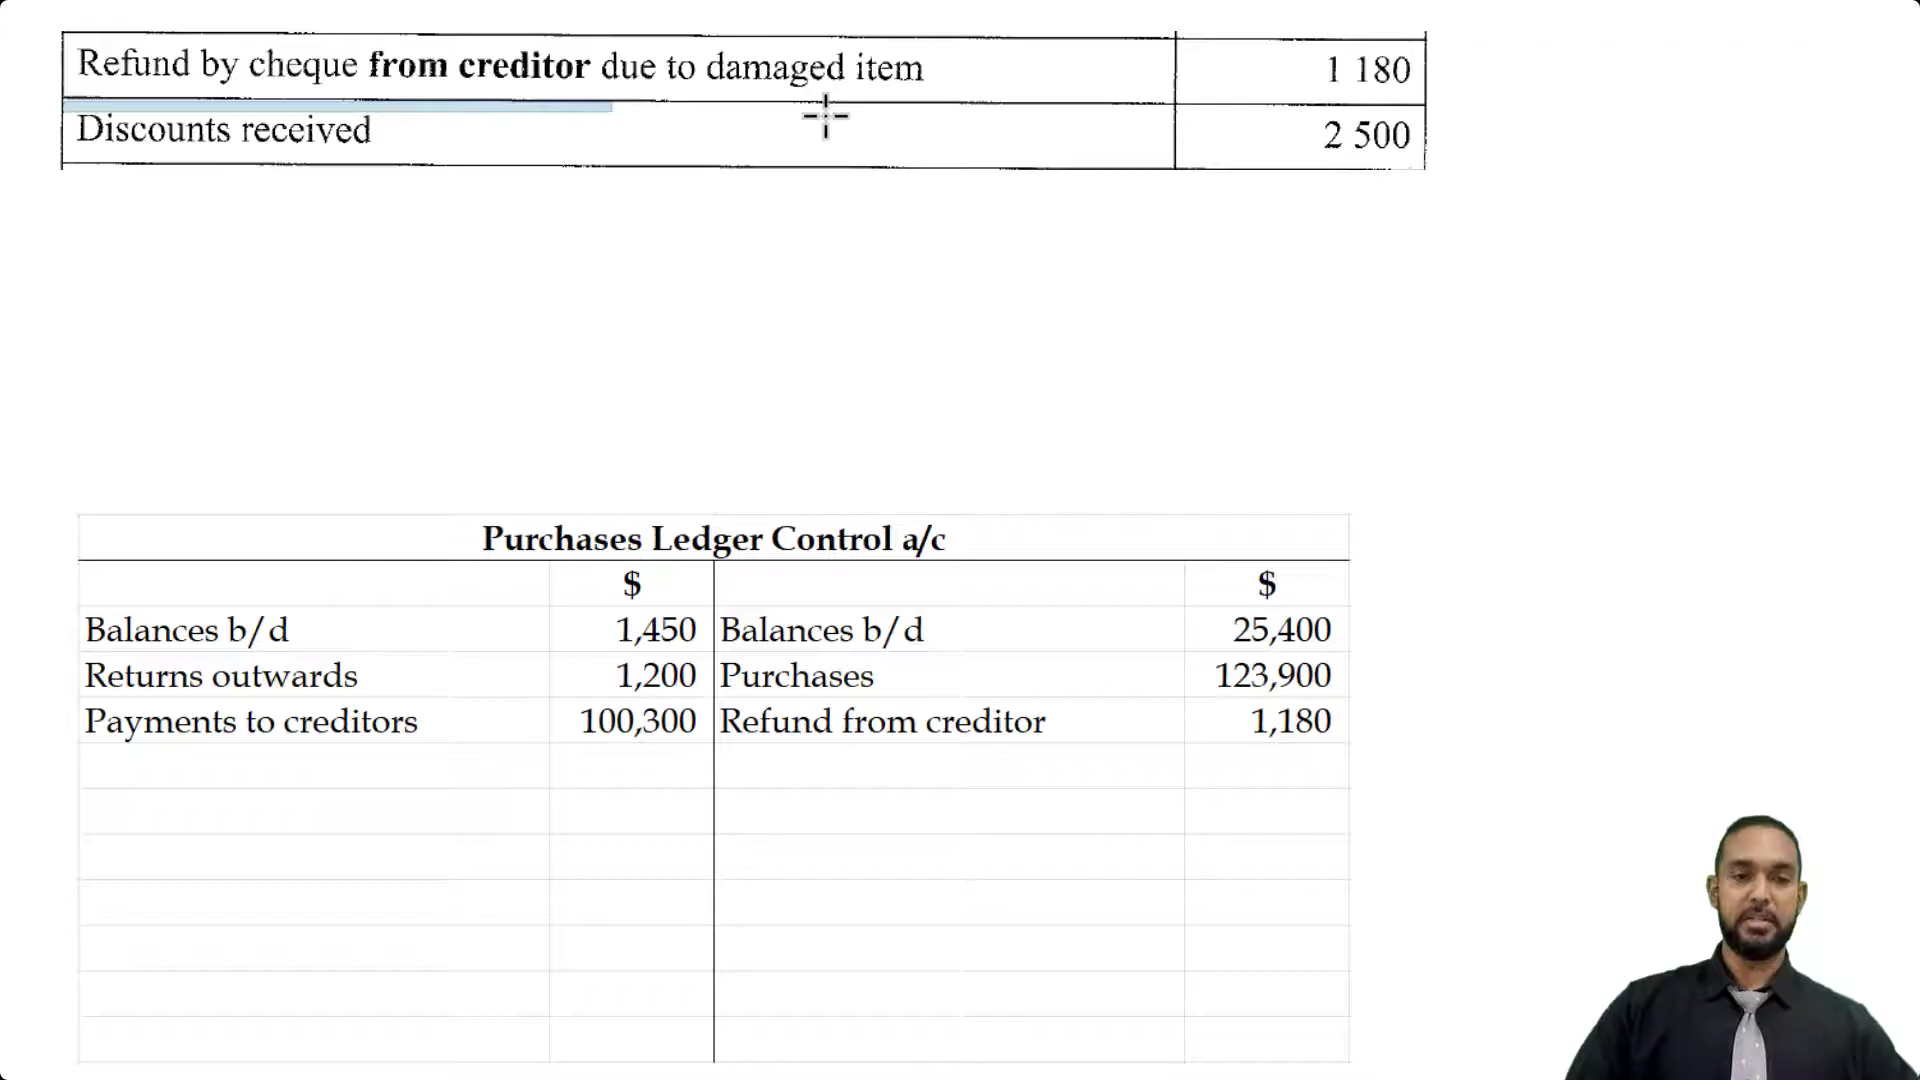 Refund by cheque from creditor due to damaged item 1 180
Discounts received 2 500
Purchases Ledger Control a/c
$ $
Balances b/d 1,450 Balances b/d 25,400
Returns outwards 1,200 Purchases 123,900
Payments to creditors 100,300 Refund from creditor 1,180